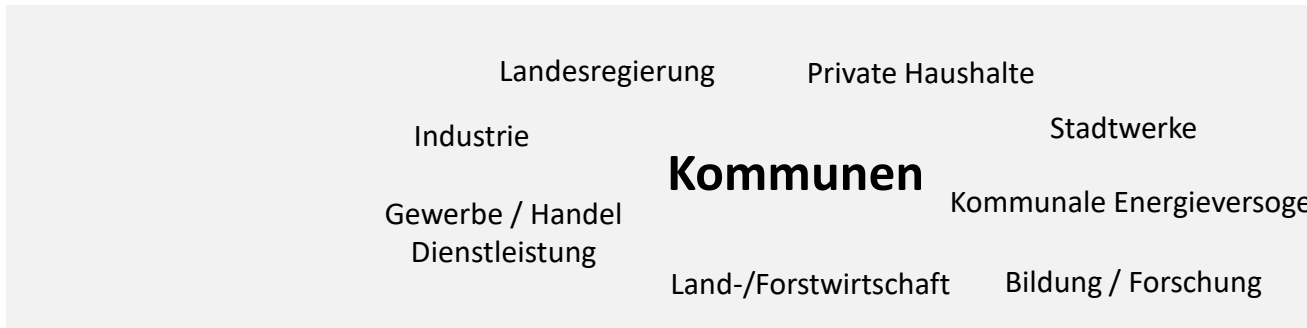 Landesregierung
Private Haushalte
Industrie
Stadtwerke
Kommunen
Kommunale Energieversoge
Gewerbe / Handel
Dienstleistung
Land-/Forstwirtschaft
Bildung / Forschung